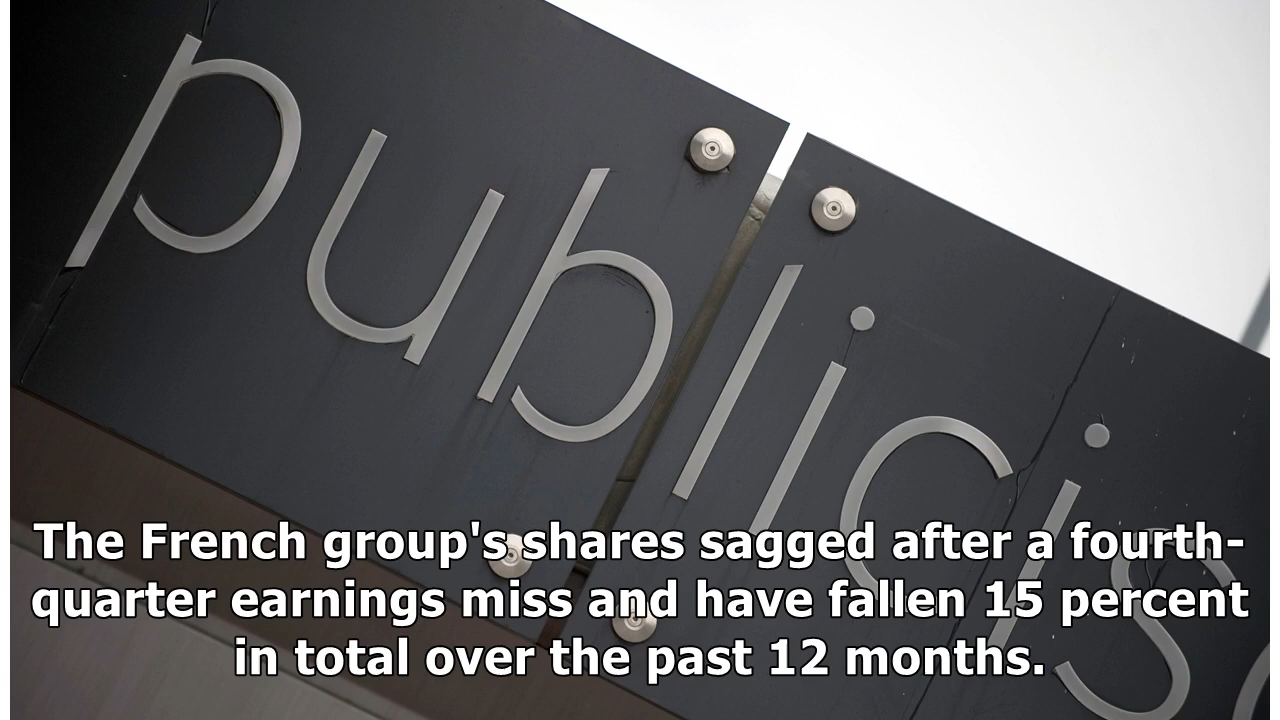 publicis
The French group's shares sagged after a fourth-
quarter earnings miss and have fallen 15 percent
in total over the past 12 months.